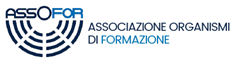 ASSOFOR
ASSOCIAZIONE ORGANISMI
DI FORMAZIONE